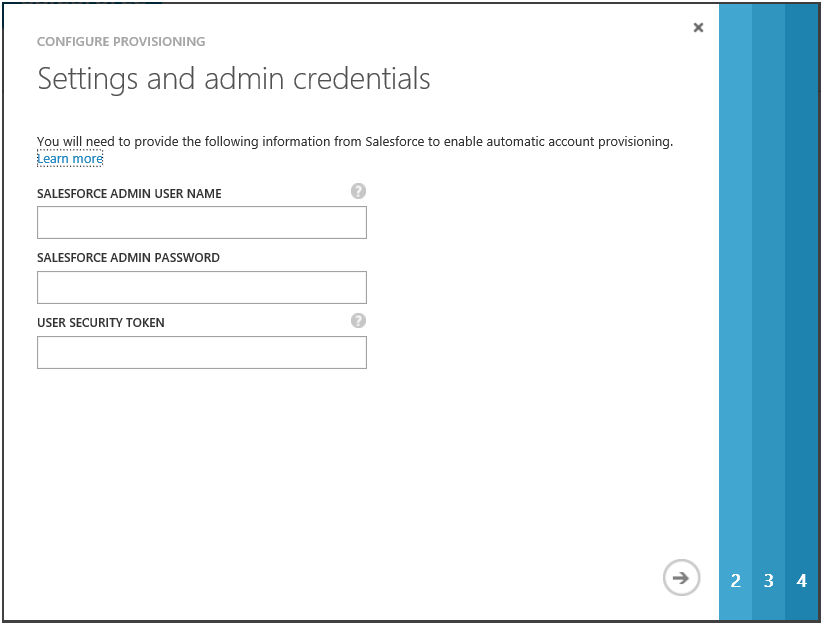 CONFIGURE PROVISIONING
Settings and admin credentials
You will need to provide the following information from Salesforce to enable automatic account provisioning.
Learn more
SALESFORCE ADMIN USER NAME
?
SALESFORCE ADMIN PASSWORD
USER SECURITY TOKEN
?
2 3 4